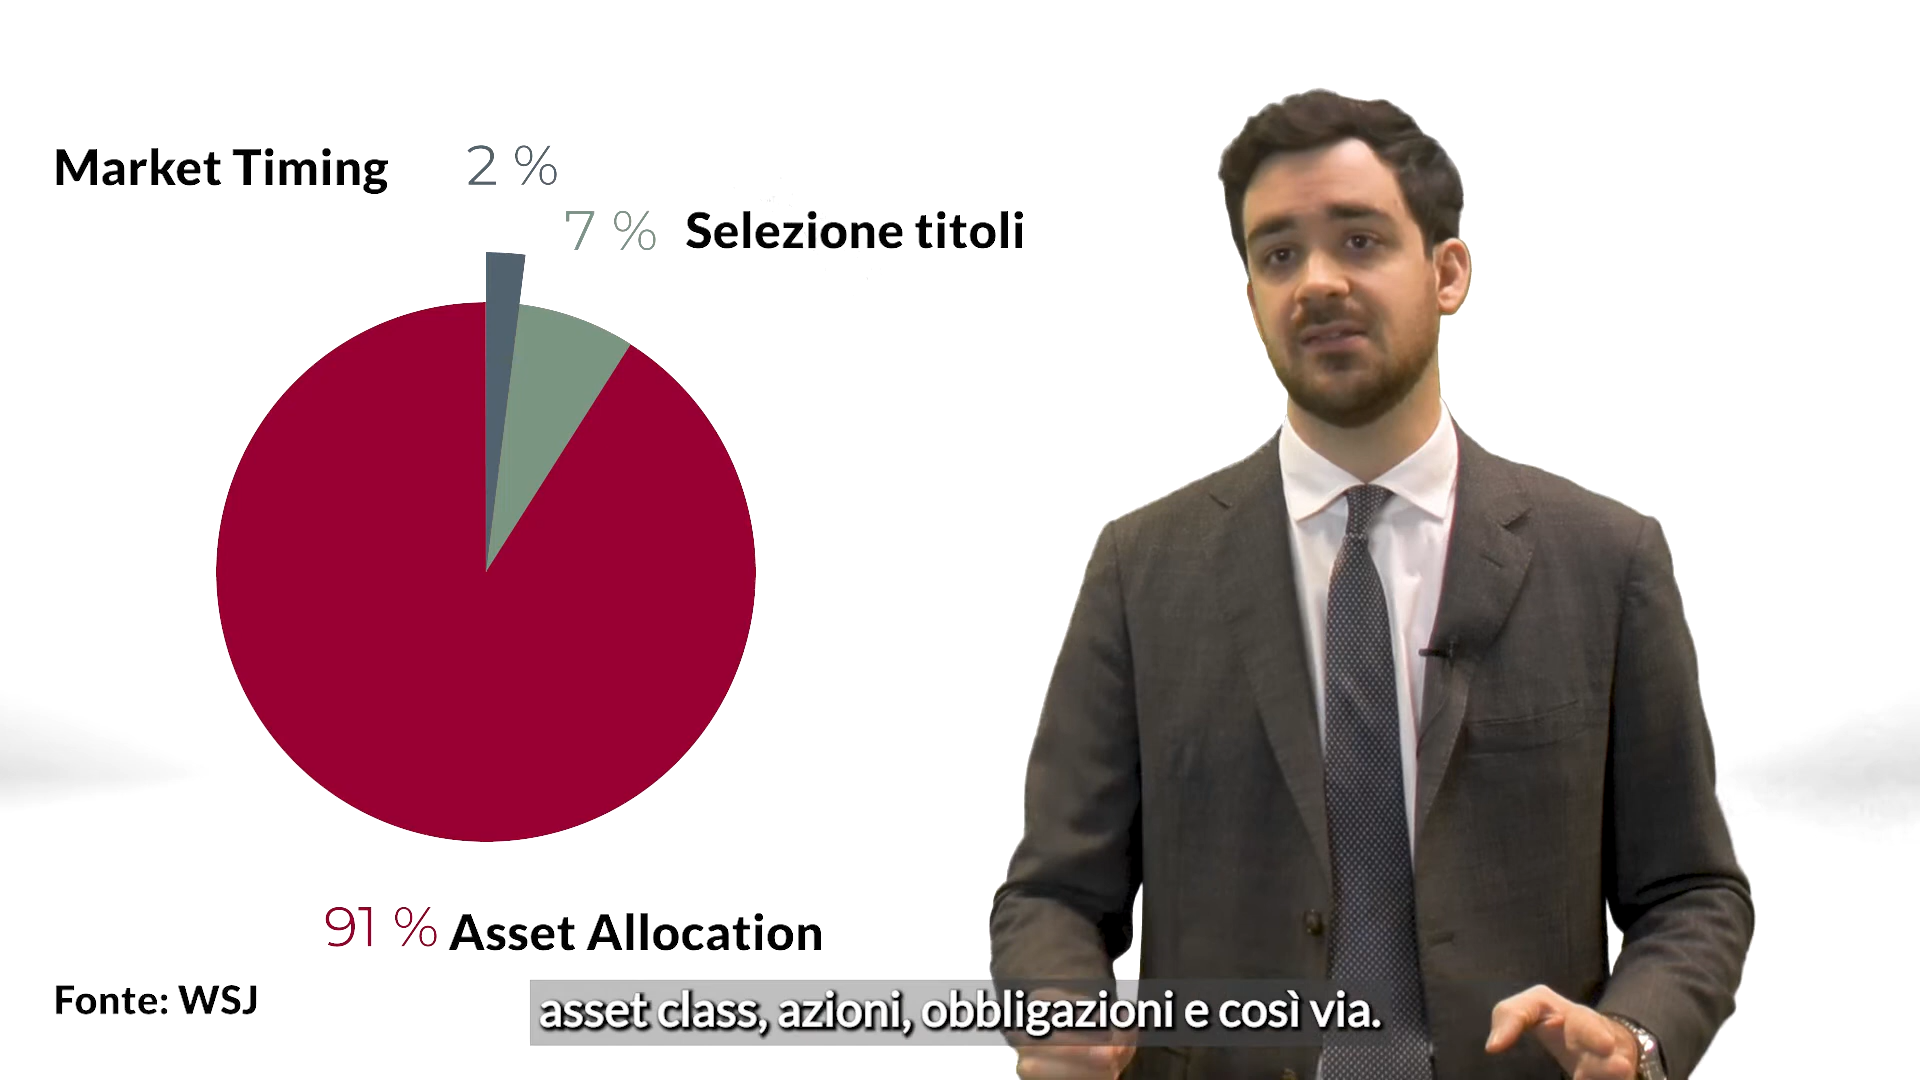 Market Timing 2 %
7 % Selezione titoli
91 % Asset Allocation
Fonte: WSJ
asset class, azioni, obbligazioni e così via.